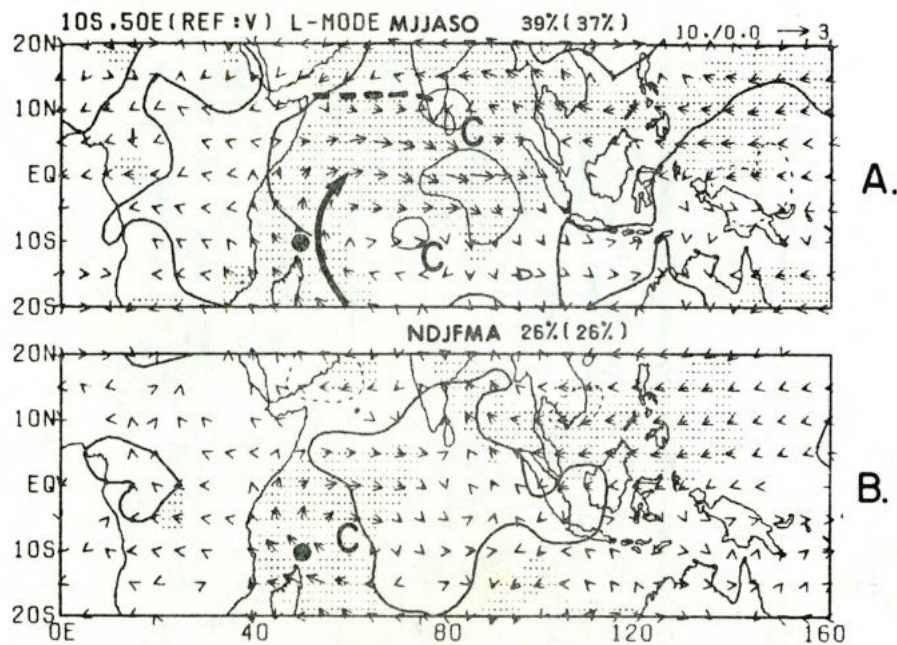 10S.50E(REF:V) L-MODE MJJASO 39%(37%) 10./0.0 → 3
20N
10N
EQ
10S
20S
C
C
A.
NDJFMA 26%(26%)
20N
10N
EQ
10S
20S
C
B.
0E 40 80 120 160